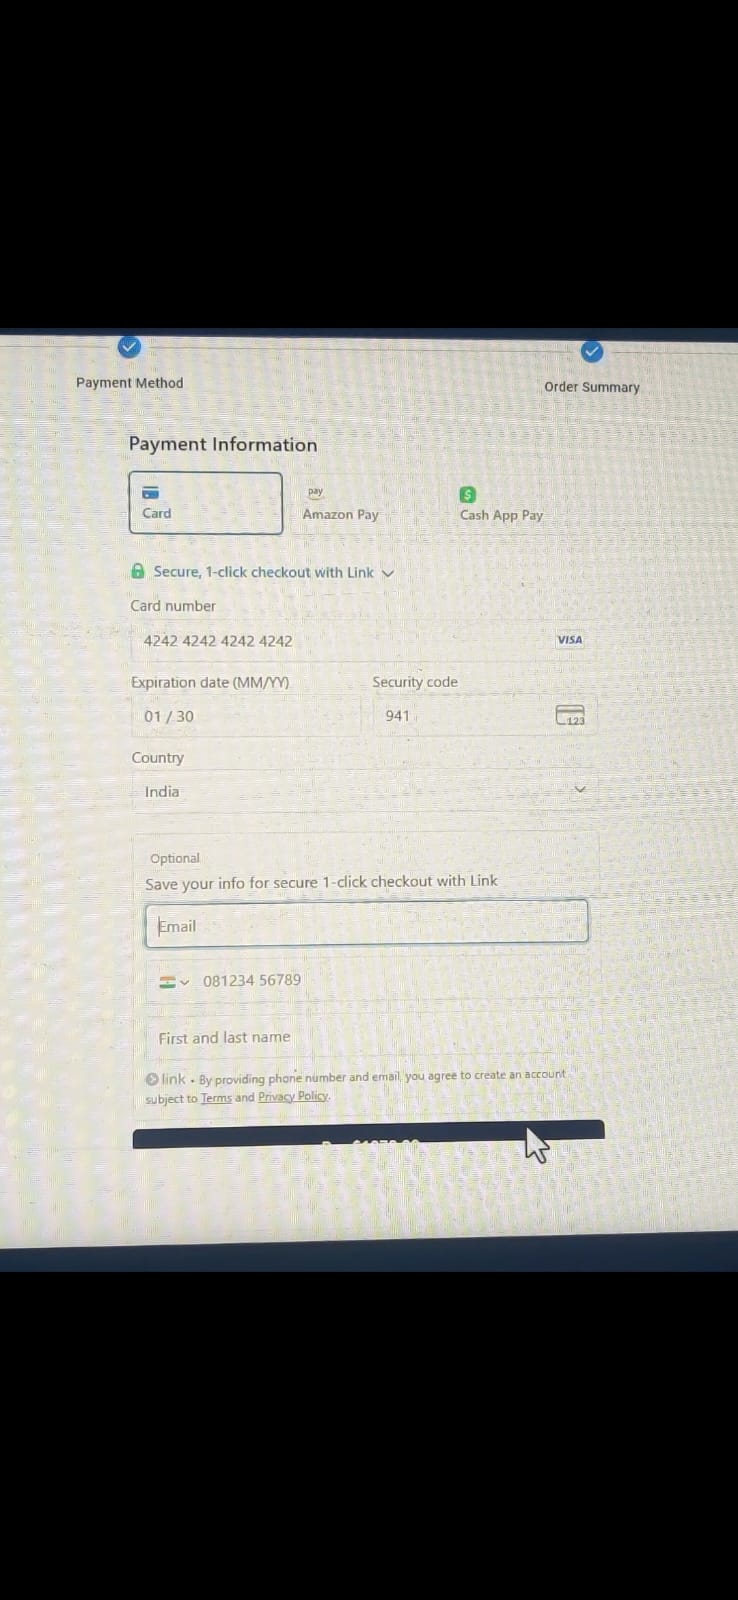 Payment Method
Order Summary
Payment Information
pay
Card
Amazon Pay
Cash App Pay
Secure, 1-click checkout with Link
Card number
4242 4242 4242 4242
VISA
Expiration date (MM/YY)
Security code
01 / 30
941
123
Country
India
Optional
Save your info for secure 1-click checkout with Link
Email
081234 56789
First and last name
link • By providing phone number and email, you agree to create an account
subject to Terms and Privacy Policy.